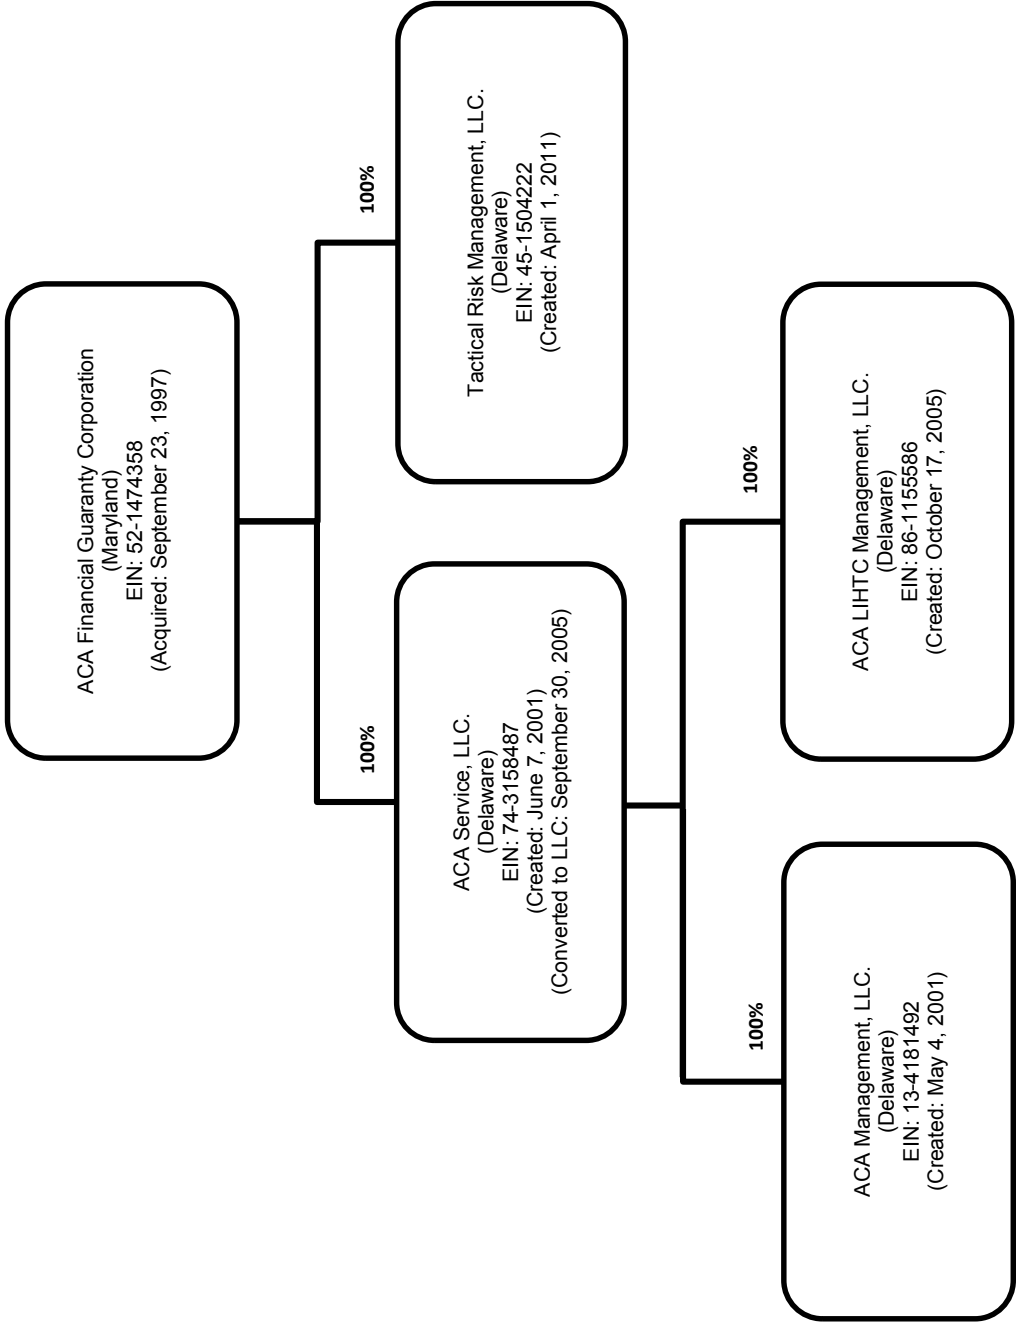 ACA Financial Guaranty Corporation
(Maryland)
EIN: 52-1474358
(Acquired: September 23, 1997)
100%
100%
ACA Service, LLC.
(Delaware)
EIN: 74-3158487
(Created: June 7, 2001)
(Converted to LLC: September 30, 2005)
Tactical Risk Management, LLC.
(Delaware)
EIN: 45-1504222
(Created: April 1, 2011)
100%
100%
ACA Management, LLC.
(Delaware)
EIN: 13-4181492
(Created: May 4, 2001)
ACA LIHTC Management, LLC.
(Delaware)
EIN: 86-1155586
(Created: October 17, 2005)